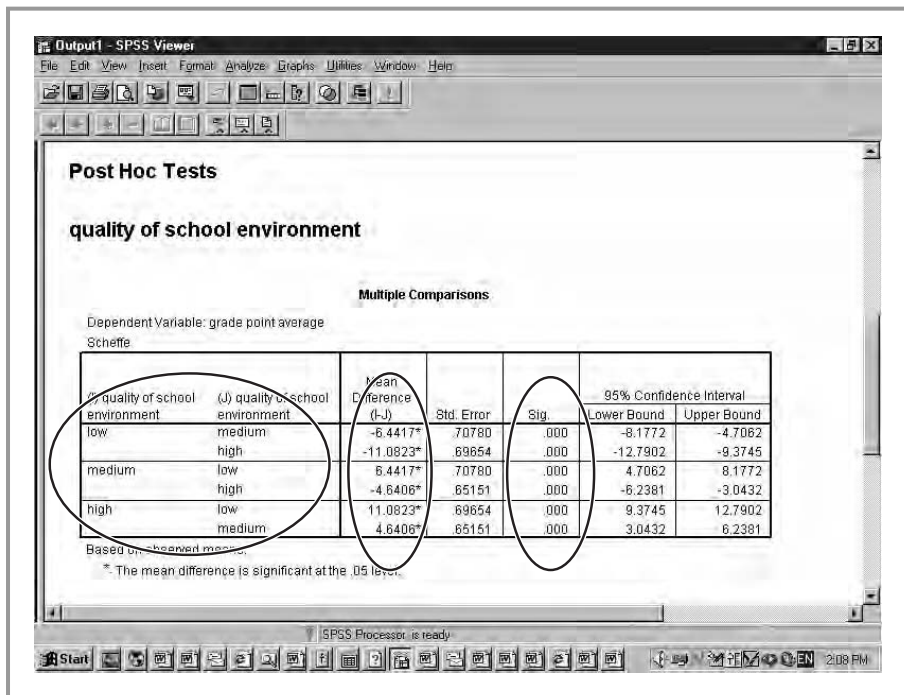 Output1 - SPSS Viewer
File Edit View Insert Format Analyze Graphs Utilities Window Help
Post Hoc Tests
quality of school environment
Multiple Comparisons
Dependent Variable: grade point average
Scheffe
(I) quality of school environment (J) quality of school environment Mean Difference (I-J) Std. Error Sig. 95% Confidence Interval
Lower Bound Upper Bound
low medium -6.4417* .70780 .000 -8.1772 -4.7062
high -11.0823* .69654 .000 -12.7902 -9.3745
medium low 6.4417* .70780 .000 4.7062 8.1772
high -4.6406* .65151 .000 -6.2381 -3.0432
high low 11.0823* .69654 .000 9.3745 12.7902
medium 4.6406* .65151 .000 3.0432 6.2381
Based on observed means.
*. The mean difference is significant at the .05 level.
SPSS Processor is ready
Start EN 2:08 PM